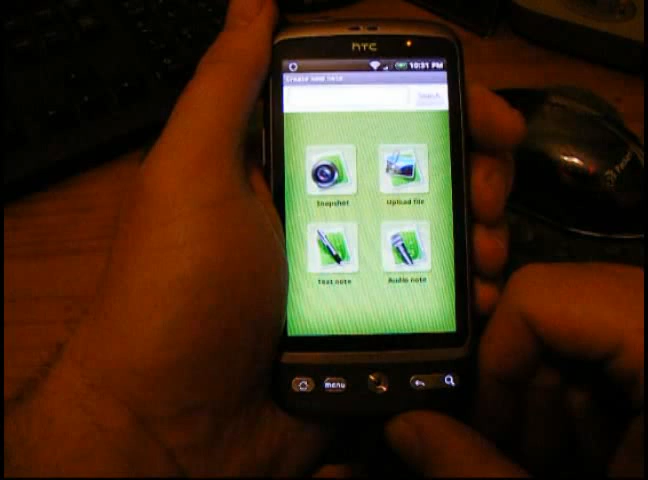 HTC
10:31 PM
Create new note
Search
Snapshot
Upload file
Text note
Audio note
menu